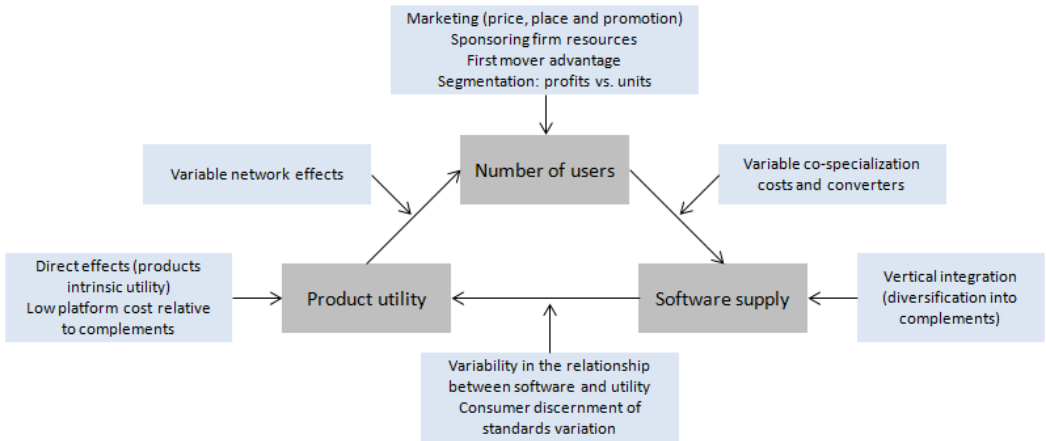 Marketing (price, place and promotion)
Sponsoring firm resources
First mover advantage
Segmentation: profits vs. units
Variable network effects
Number of users
Variable co-specialization
costs and converters
Direct effects (products
intrinsic utility)
Low platform cost relative
to complements
Product utility
Software supply
Vertical integration
(diversification into
complements)
Variability in the relationship
between software and utility
Consumer discernment of
standards variation